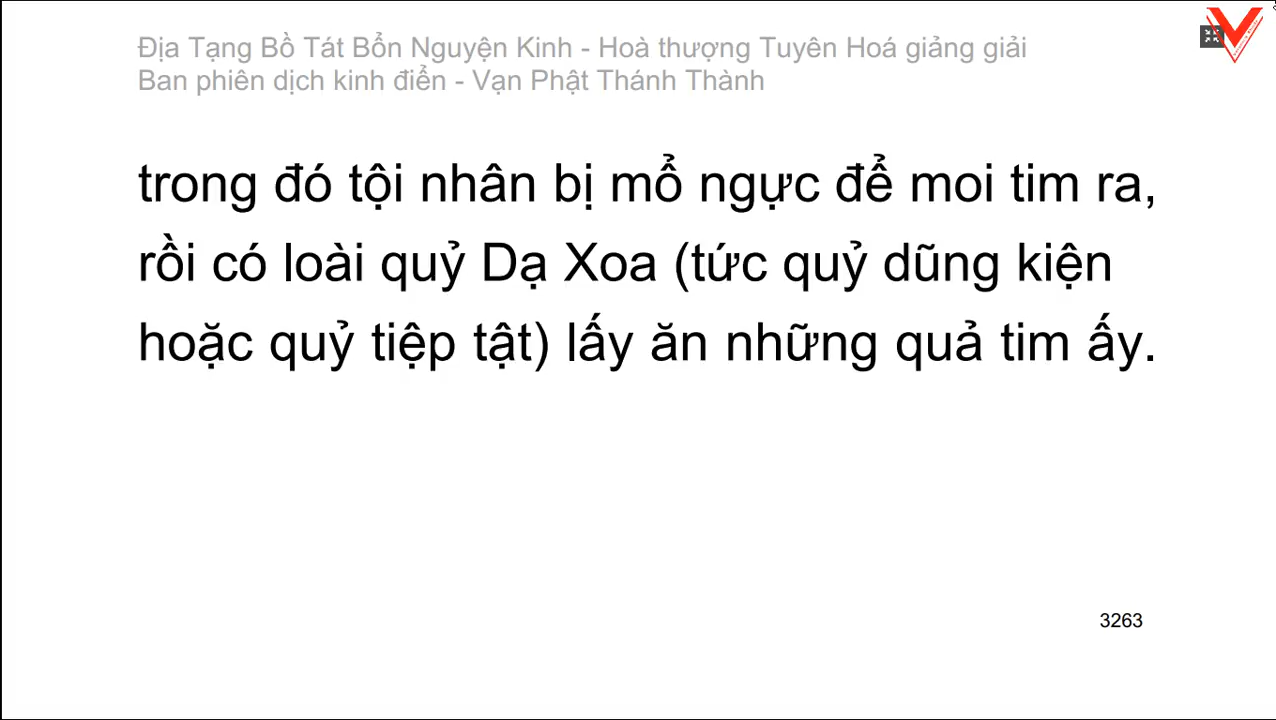 Địa Tạng Bồ Tát Bổn Nguyện Kinh - Hoà thượng Tuyên Hoá giảng giải
Ban phiên dịch kinh điển - Vạn Phật Thánh Thành
trong đó tội nhân bị mổ ngực để moi tim ra,
rồi có loài quỷ Dạ Xoa (tức quỷ dũng kiện
hoặc quỷ tiệp tật) lấy ăn những quả tim ấy.
3263